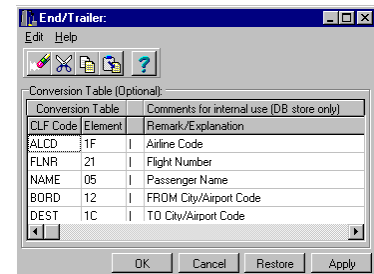 End/Trailer:
Edit Help
?
Conversion Table (Optional):
Conversion Table Comments for internal use (DB store only)
CLF Code Element Remark/Explanation
ALCD 1F | Airline Code
FLNR 21 | Flight Number
NAME 05 | Passenger Name
BORD 12 | FROM City/Airport Code
DEST 1C | TO City/Airport Code
OK Cancel Restore Apply